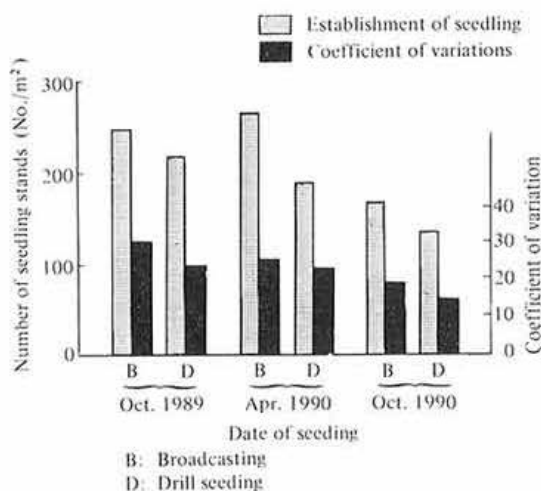 Establishment of seedling
Coefficient of variations
Number of seedling stands (No./m²)
300
200
100
0
Coefficient of variation
40
30
20
10
0
B D B D B D
Oct. 1989 Apr. 1990 Oct. 1990
Date of seeding
B: Broadcasting
D: Drill seeding